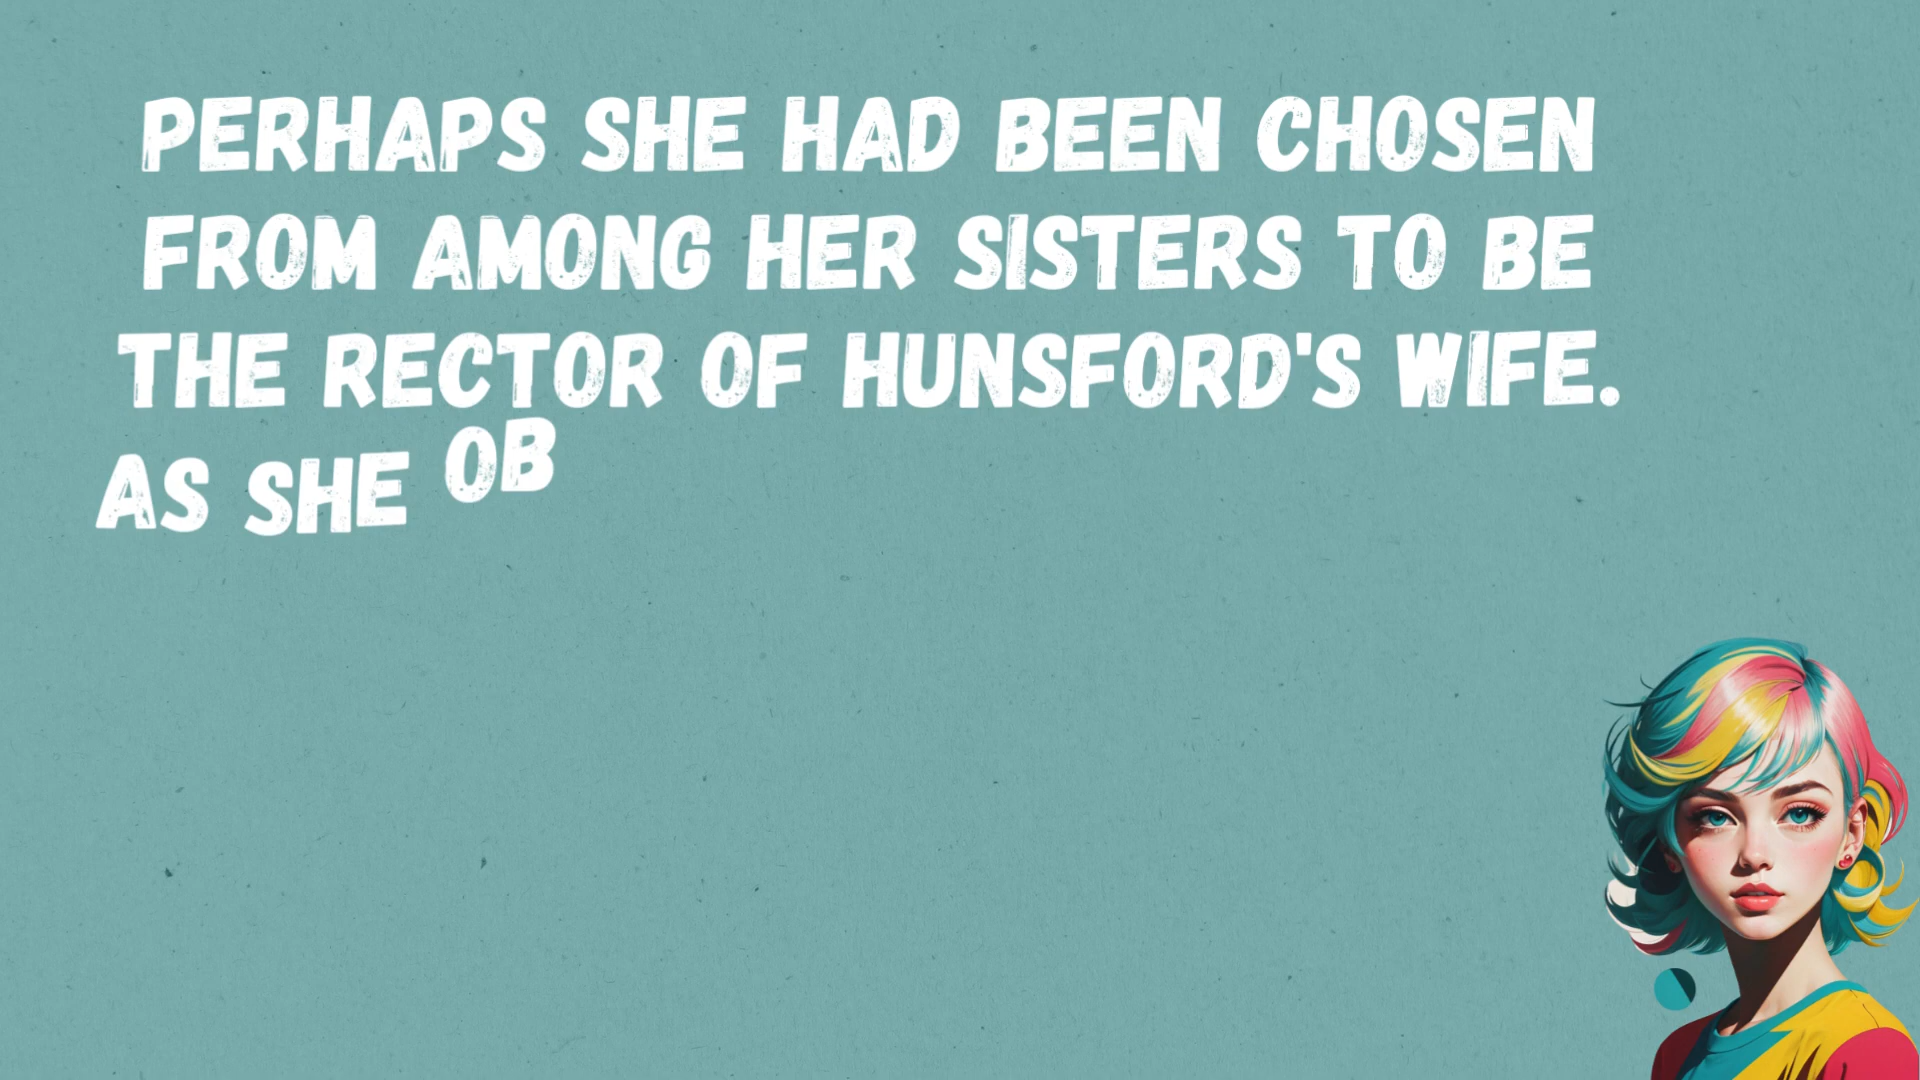 PERHAPS SHE HAD BEEN CHOSEN
FROM AMONG HER SISTERS TO BE
THE RECTOR OF HUNSFORD'S WIFE.
AS SHE OB